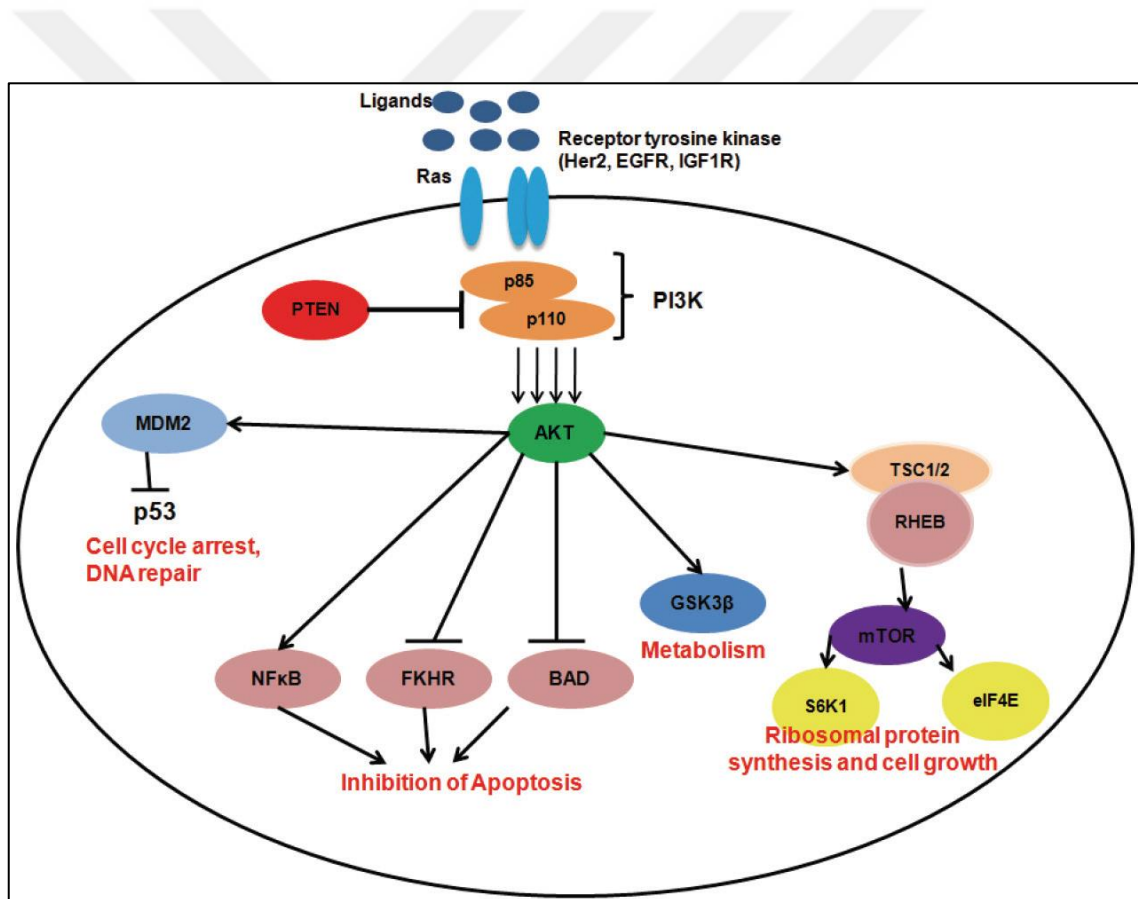 Ligands
Receptor tyrosine kinase
(Her2, EGFR, IGF1R)
Ras
p85
PI3K
PTEN
p110
MDM2
AKT
TSC1/2
p53
RHEB
Cell cycle arrest,
DNA repair
GSK3β
mTOR
Metabolism
NFκB
FKHR
BAD
S6K1
eIF4E
Ribosomal protein
synthesis and cell growth
Inhibition of Apoptosis